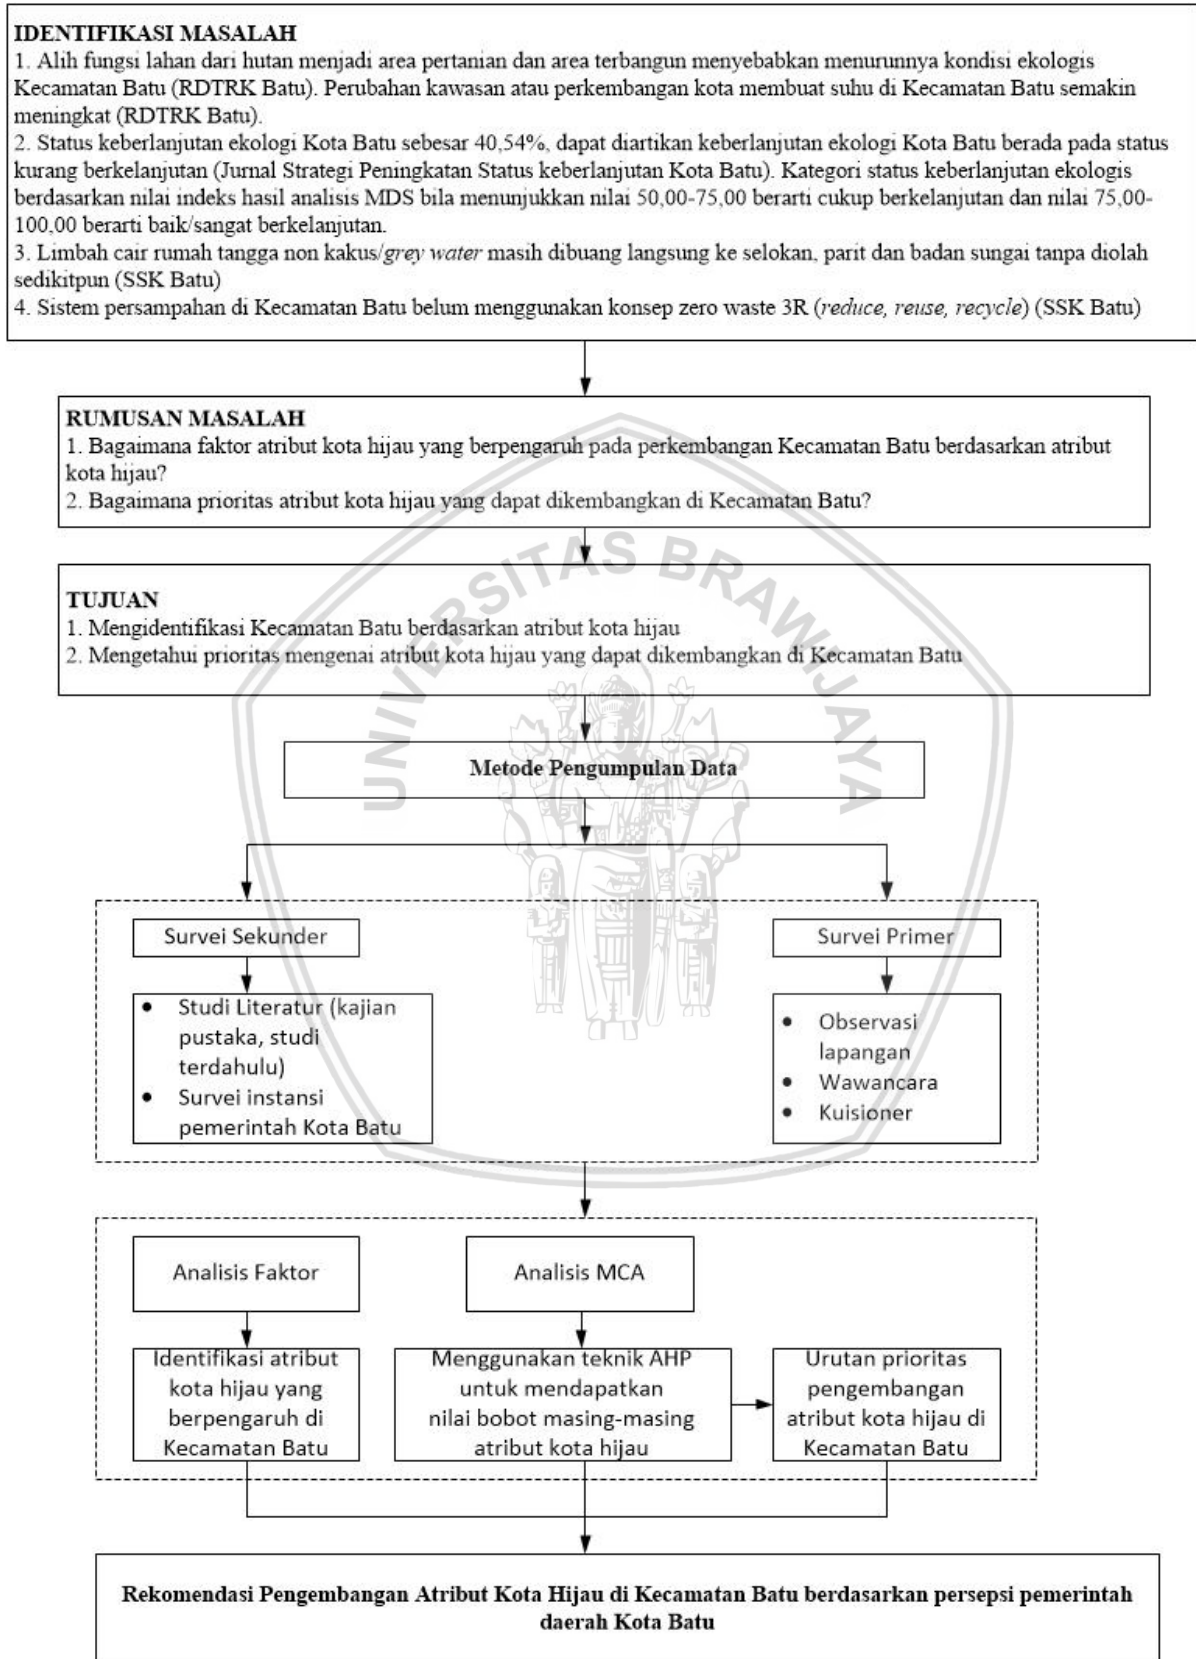 IDENTIFIKASI MASALAH
1. Alih fungsi lahan dari hutan menjadi area pertanian dan area terbangun menyebabkan menurunnya kondisi ekologis
Kecamatan Batu (RDTRK Batu). Perubahan kawasan atau perkembangan kota membuat suhu di Kecamatan Batu semakin
meningkat (RDTRK Batu).
2. Status keberlanjutan ekologi Kota Batu sebesar 40,54%, dapat diartikan keberlanjutan ekologi Kota Batu berada pada status
kurang berkelanjutan (Jurnal Strategi Peningkatan Status keberlanjutan Kota Batu). Kategori status keberlanjutan ekologis
berdasarkan nilai indeks hasil analisis MDS bila menunjukkan nilai 50,00-75,00 berarti cukup berkelanjutan dan nilai 75,00-
100,00 berarti baik/sangat berkelanjutan.
3. Limbah cair rumah tangga non kakus/grey water masih dibuang langsung ke selokan, parit dan badan sungai tanpa diolah
sedikitpun (SSK Batu)
4. Sistem persampahan di Kecamatan Batu belum menggunakan konsep zero waste 3R (reduce, reuse, recycle) (SSK Batu)
RUMUSAN MASALAH
1. Bagaimana faktor atribut kota hijau yang berpengaruh pada perkembangan Kecamatan Batu berdasarkan atribut
kota hijau?
2. Bagaimana prioritas atribut kota hijau yang dapat dikembangkan di Kecamatan Batu?
UNIVERSITAS BRAWIJAYA
TUJUAN
1. Mengidentifikasi Kecamatan Batu berdasarkan atribut kota hijau
2. Mengetahui prioritas mengenai atribut kota hijau yang dapat dikembangkan di Kecamatan Batu
Metode Pengumpulan Data
Survei Sekunder
• Studi Literatur (kajian
pustaka, studi
terdahulu)
• Survei instansi
pemerintah Kota Batu
Survei Primer
• Observasi
lapangan
• Wawancara
• Kuisioner
Analisis Faktor
Identifikasi atribut
kota hijau yang
berpengaruh di
Kecamatan Batu
Analisis MCA
Menggunakan teknik AHP
untuk mendapatkan
nilai bobot masing-masing
atribut kota hijau
Urutan prioritas
pengembangan
atribut kota hijau di
Kecamatan Batu
Rekomendasi Pengembangan Atribut Kota Hijau di Kecamatan Batu berdasarkan persepsi pemerintah
daerah Kota Batu